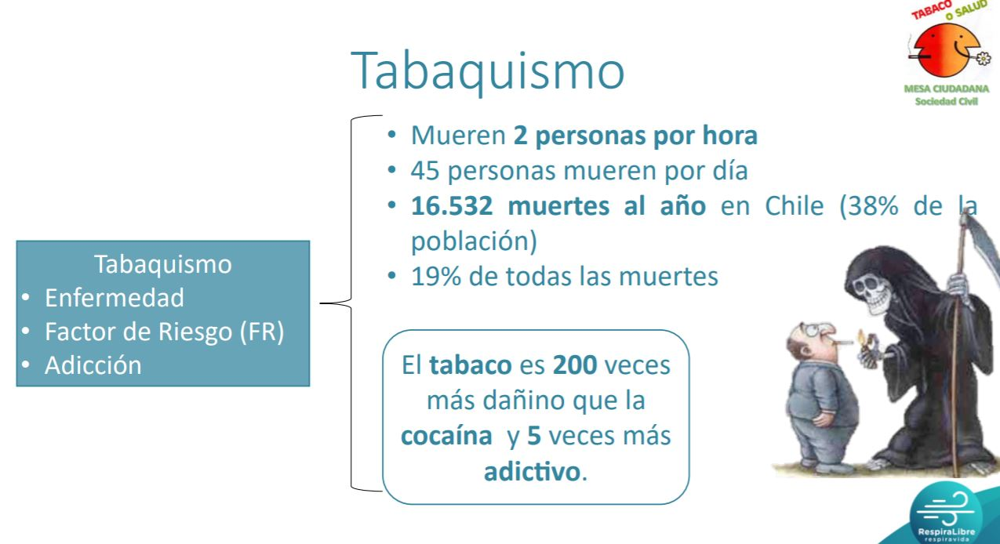 TABACO
O SALUD
MESA CIUDADANA
Sociedad Civil
Tabaquismo
• Mueren 2 personas por hora
• 45 personas mueren por día
• 16.532 muertes al año en Chile (38% de la
población)
• 19% de todas las muertes
Tabaquismo
• Enfermedad
• Factor de Riesgo (FR)
• Adicción
El tabaco es 200 veces
más dañino que la
cocaína y 5 veces más
adictivo.
RespiraLibre
respiravida